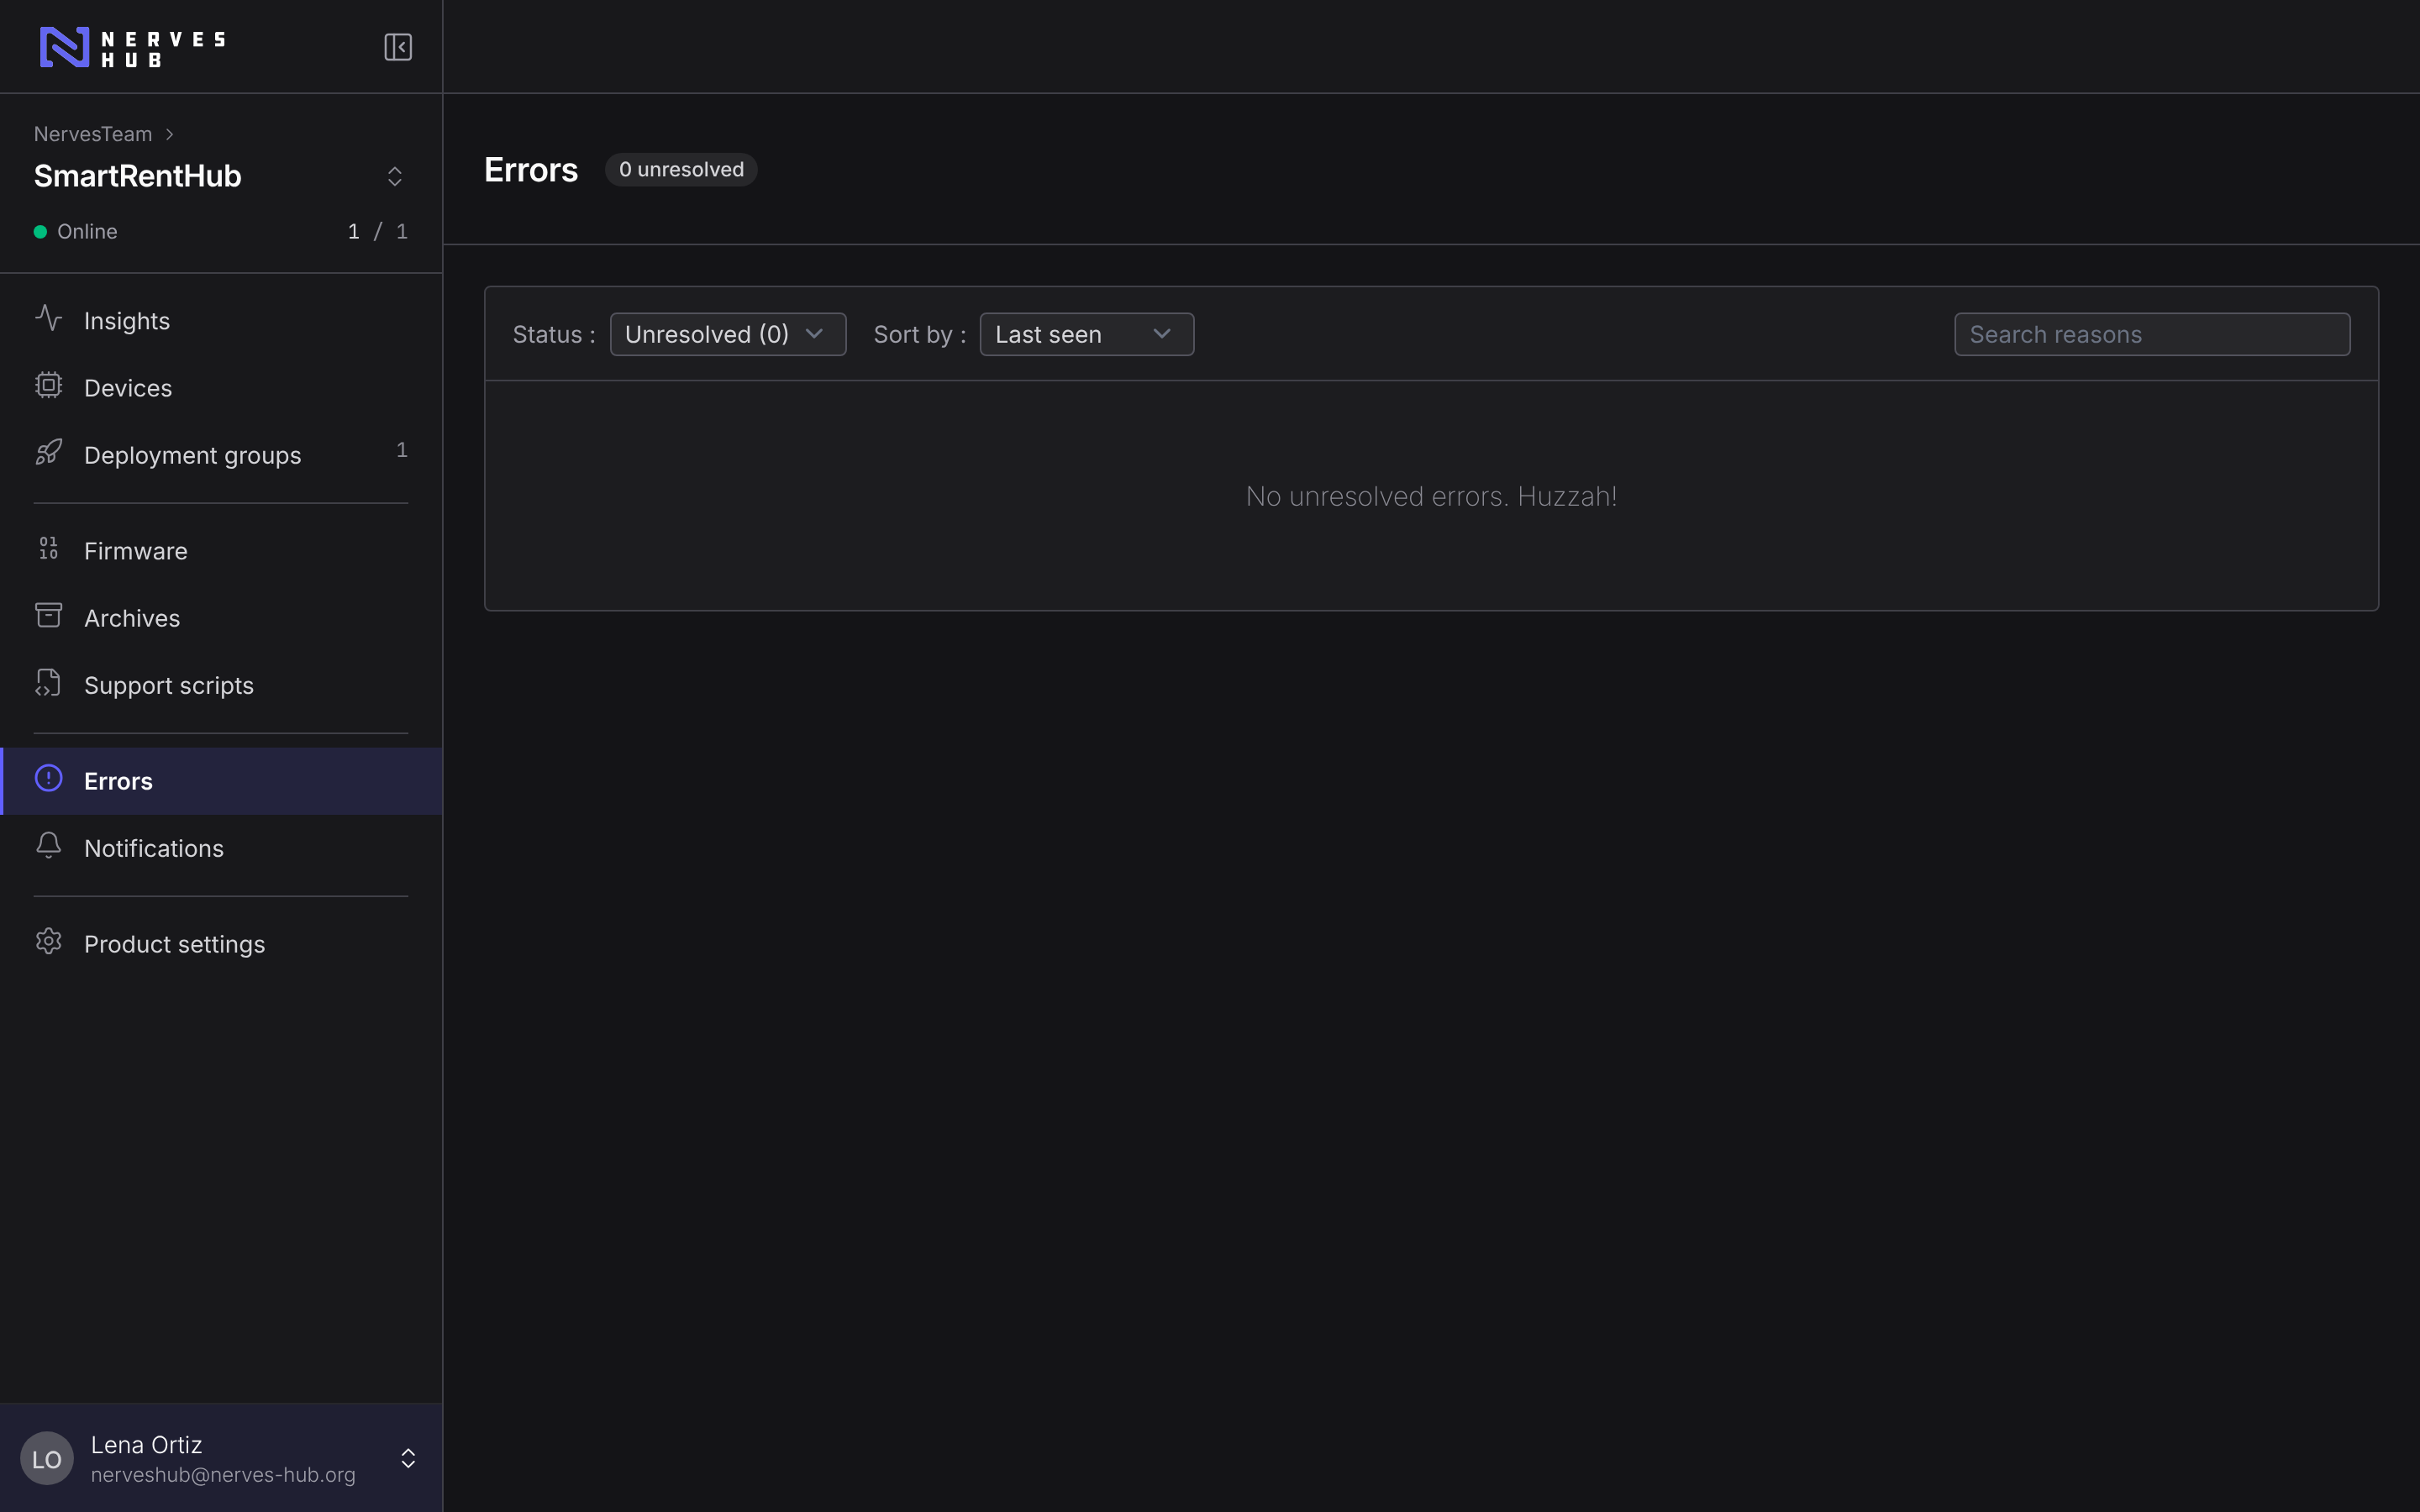 NERVES
HUB
NervesTeam
SmartRentHub
Online 1 / 1
Insights
Devices
Deployment groups 1
Firmware
Archives
Support scripts
Errors
Notifications
Product settings
LO
Lena Ortiz
nerveshub@nerves-hub.org
Errors 0 unresolved
Status : Unresolved (0) Sort by : Last seen Search reasons
No unresolved errors. Huzzah!